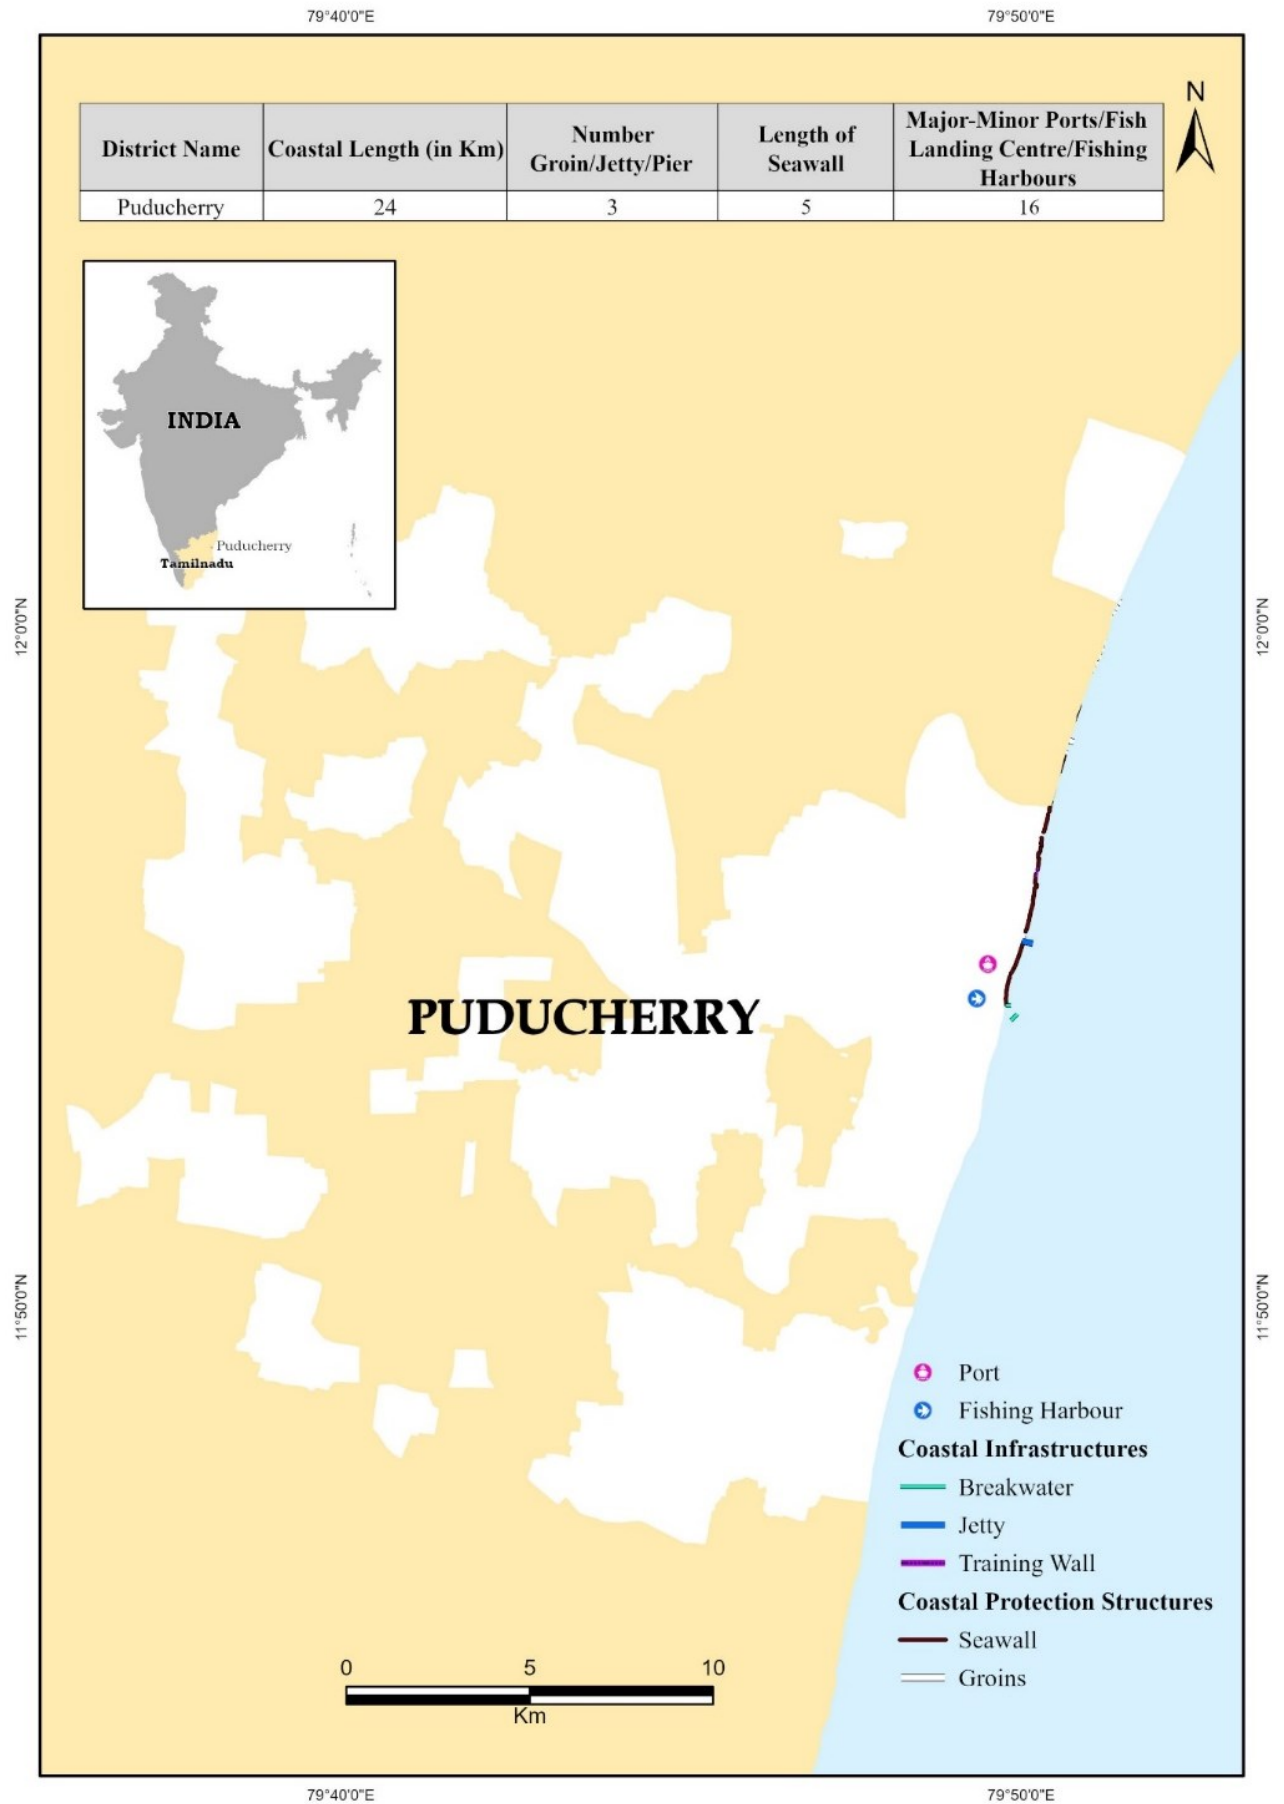 79°40'0"E
79°50'0"E
N
District Name
Coastal Length (in Km)
Number
Groin/Jetty/Pier
Length of
Seawall
Major-Minor Ports/Fish
Landing Centre/Fishing
Harbours
Puducherry
24
3
5
16
INDIA
Puducherry
Tamilnadu
12°0'0"N
12°0'0"N
PUDUCHERRY
11°50'0"N
11°50'0"N
Port
Fishing Harbour
Coastal Infrastructures
Breakwater
Jetty
Training Wall
Coastal Protection Structures
Seawall
Groins
0 5 10
Km
79°40'0"E
79°50'0"E